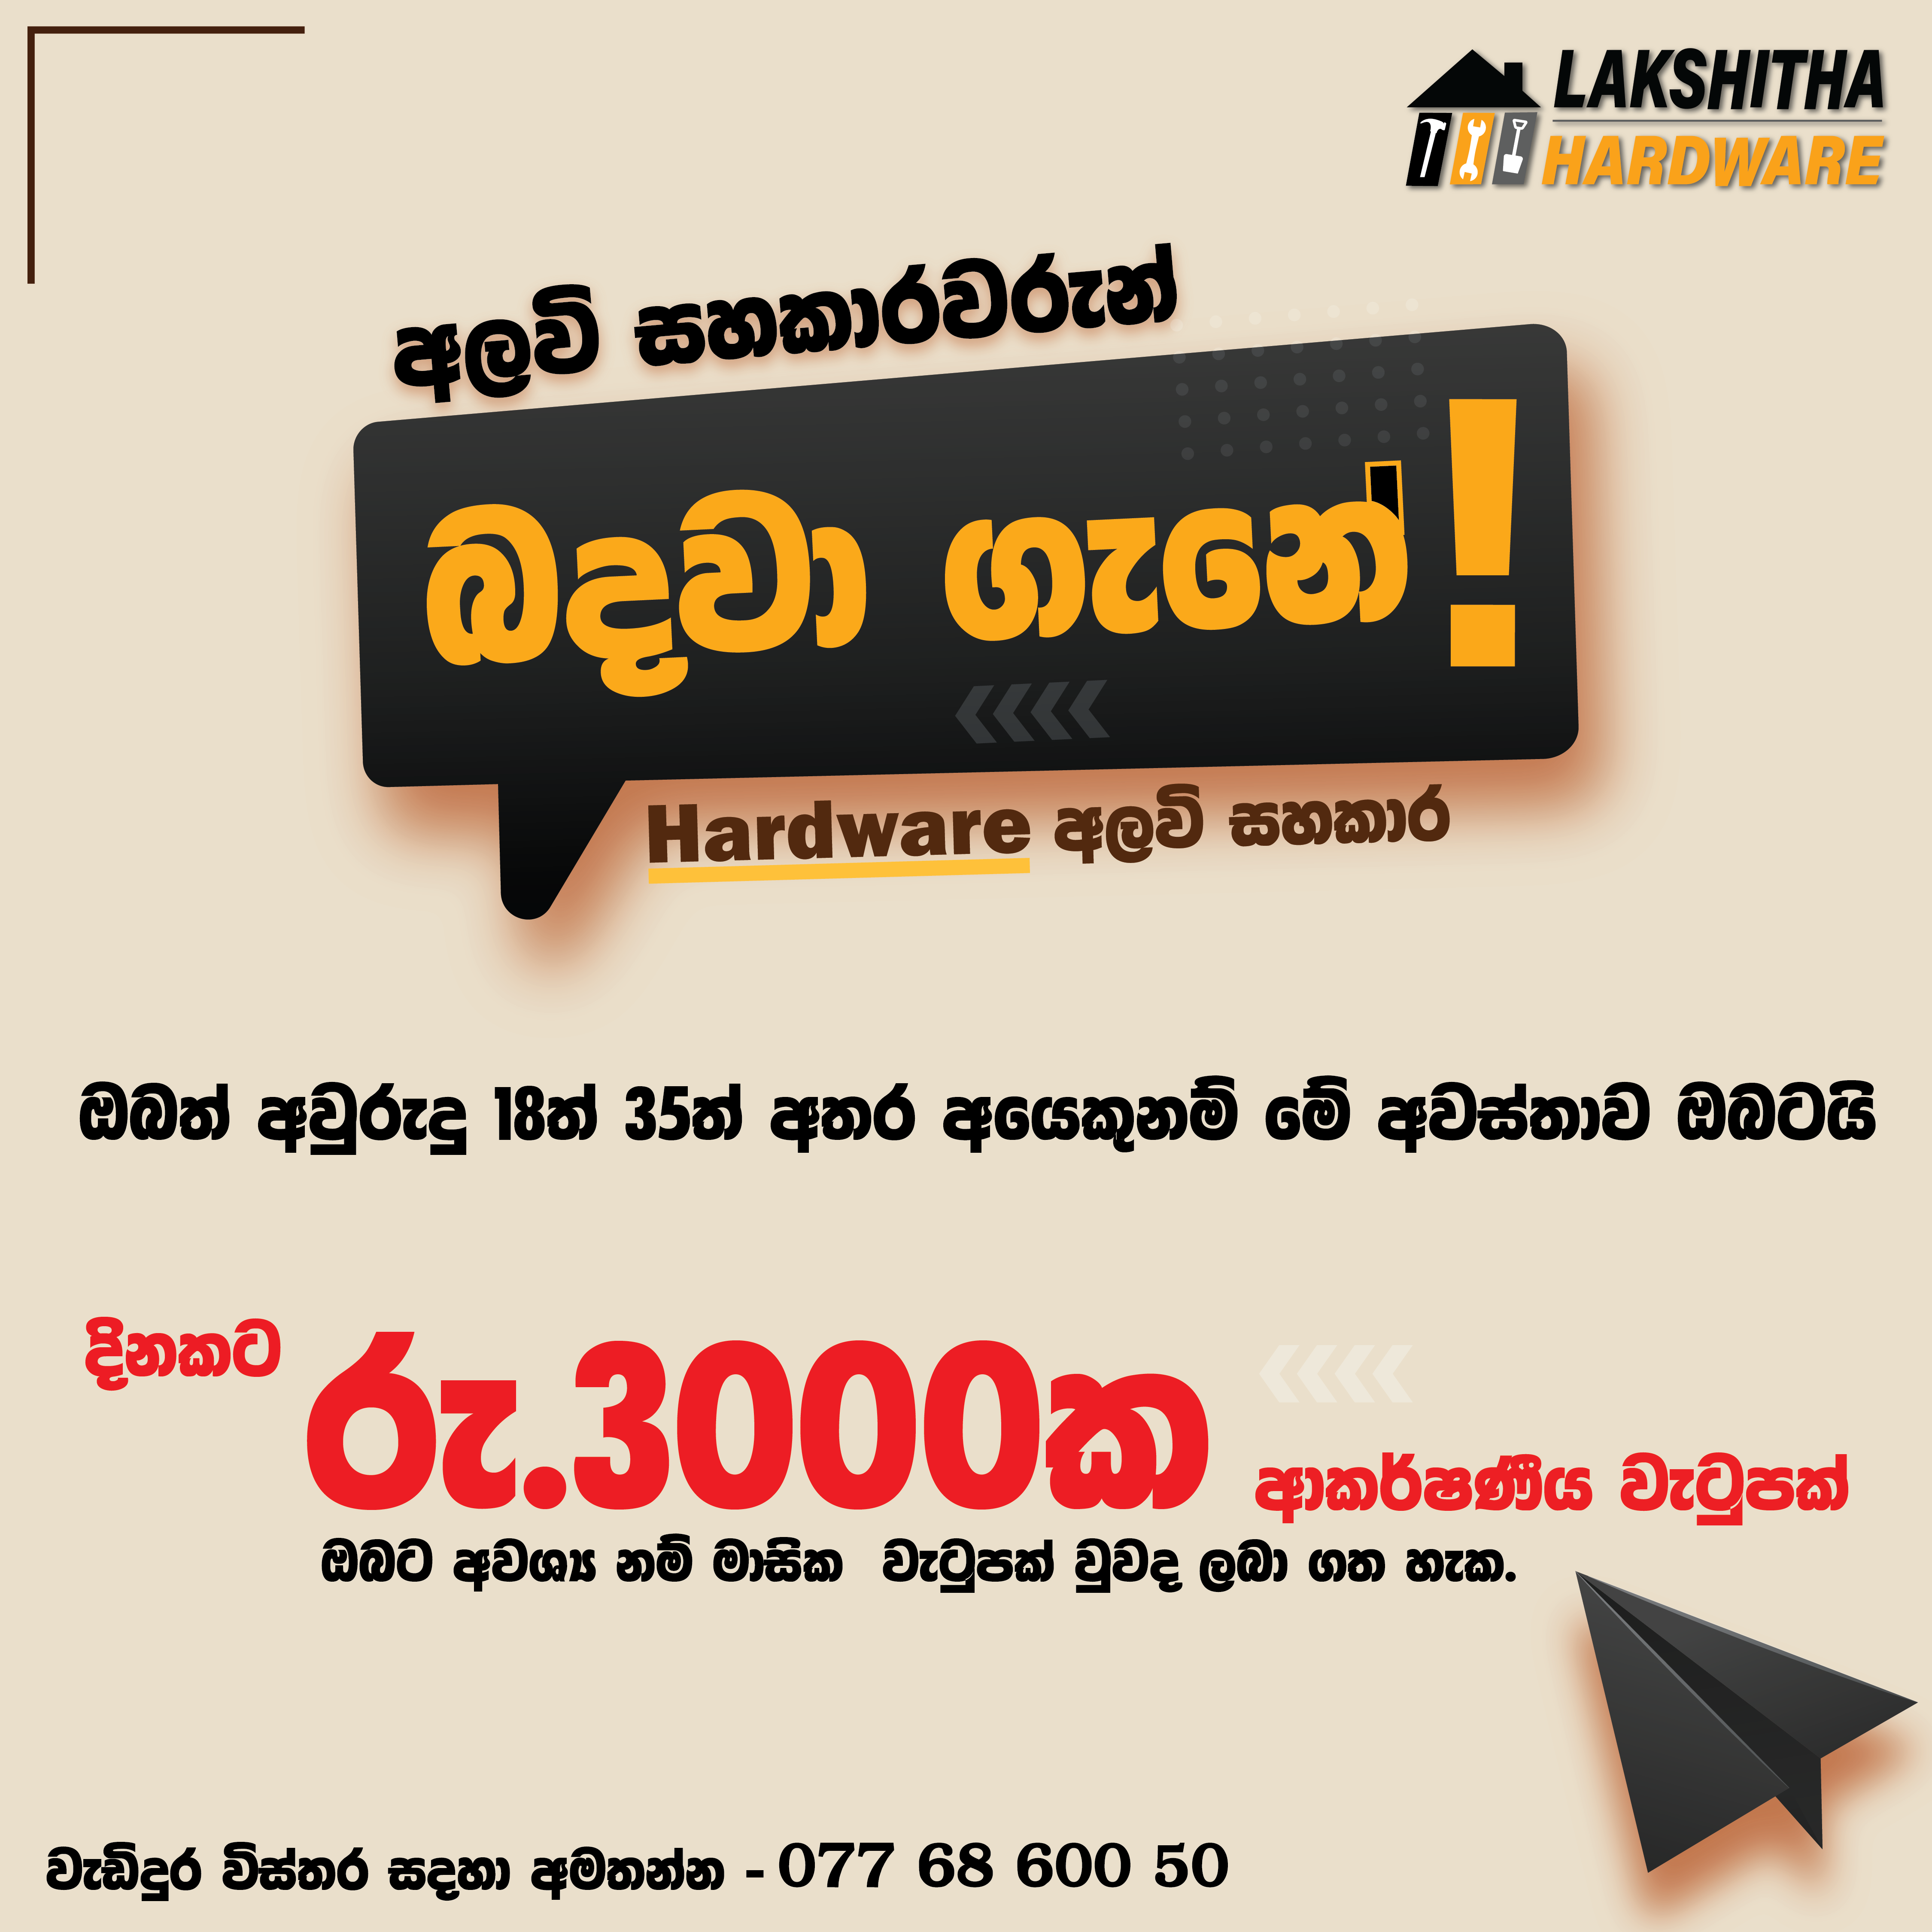 LAKSHITHA
HARDWARE
අලවි සහකාරවරුන්
බඳවා ගැනේ!
Hardware අලවි සහකාර
ඔබත් අවුරුදු 18ත් 35ත් අතර අයෙකුනම් මේ අවස්තාව ඔබටයි
දිනකට රු.3000ක ආකර්ෂණීය වැටුපක්
ඔබට අවශ්‍ය නම් මාසික වැටුපක් වුවද ලබා ගත හැක.
වැඩිදුර විස්තර සදහා අමතන්න - 077 68 600 50